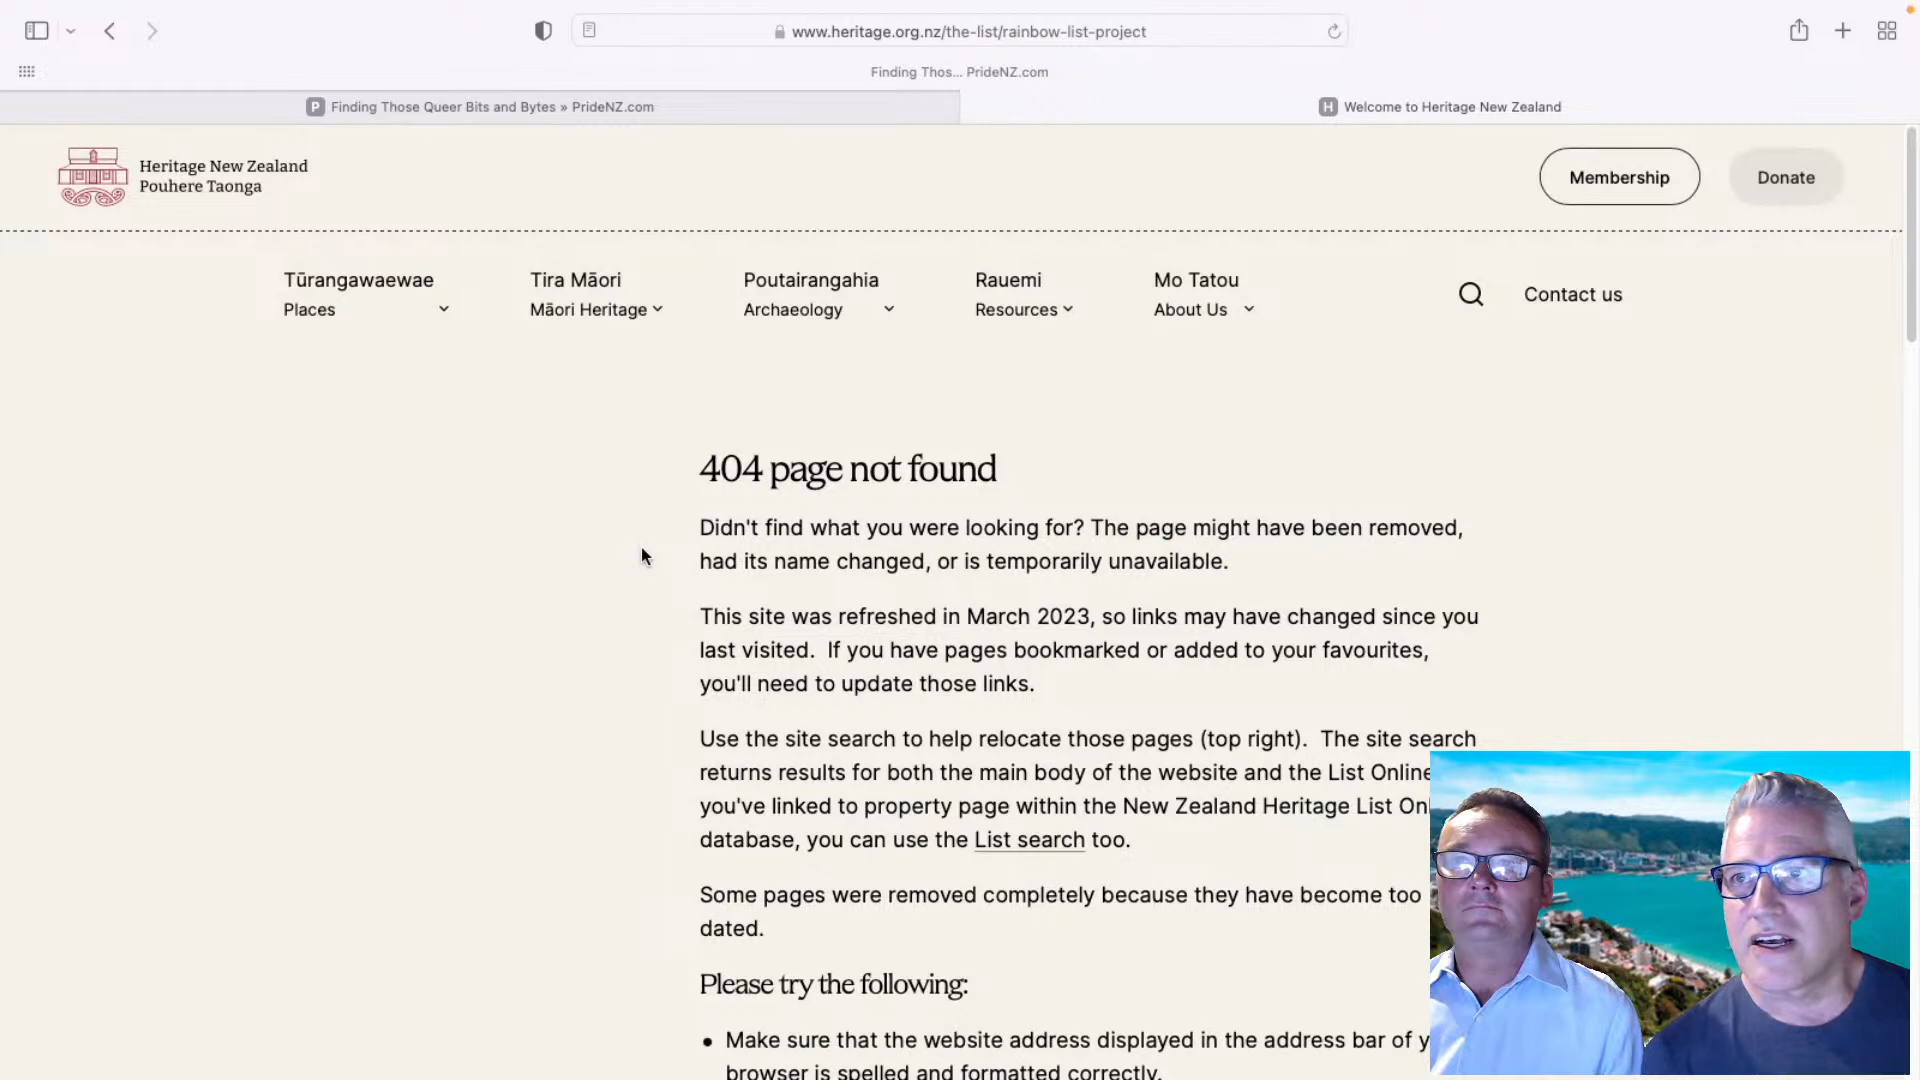 www.heritage.org.nz/the-list/rainbow-list-project
Finding Thos... PrideNZ.com
P Finding Those Queer Bits and Bytes » PrideNZ.com
H Welcome to Heritage New Zealand
Heritage New Zealand
Pouhere Taonga
Membership
Donate
Tūrangawaewae
Places
Tira Māori
Māori Heritage
Poutairangahia
Archaeology
Rauemi
Resources
Mo Tatou
About Us
Contact us
404 page not found
Didn't find what you were looking for? The page might have been removed,
had its name changed, or is temporarily unavailable.
This site was refreshed in March 2023, so links may have changed since you
last visited.  If you have pages bookmarked or added to your favourites,
you'll need to update those links.
Use the site search to help relocate those pages (top right).  The site search
returns results for both the main body of the website and the List Online
you've linked to property page within the New Zealand Heritage List
database, you can use the List search too.
Some pages were removed completely because they have become too
dated.
Please try the following:
Make sure that the website address displayed in the address bar of
browser is spelled and formatted correctly.